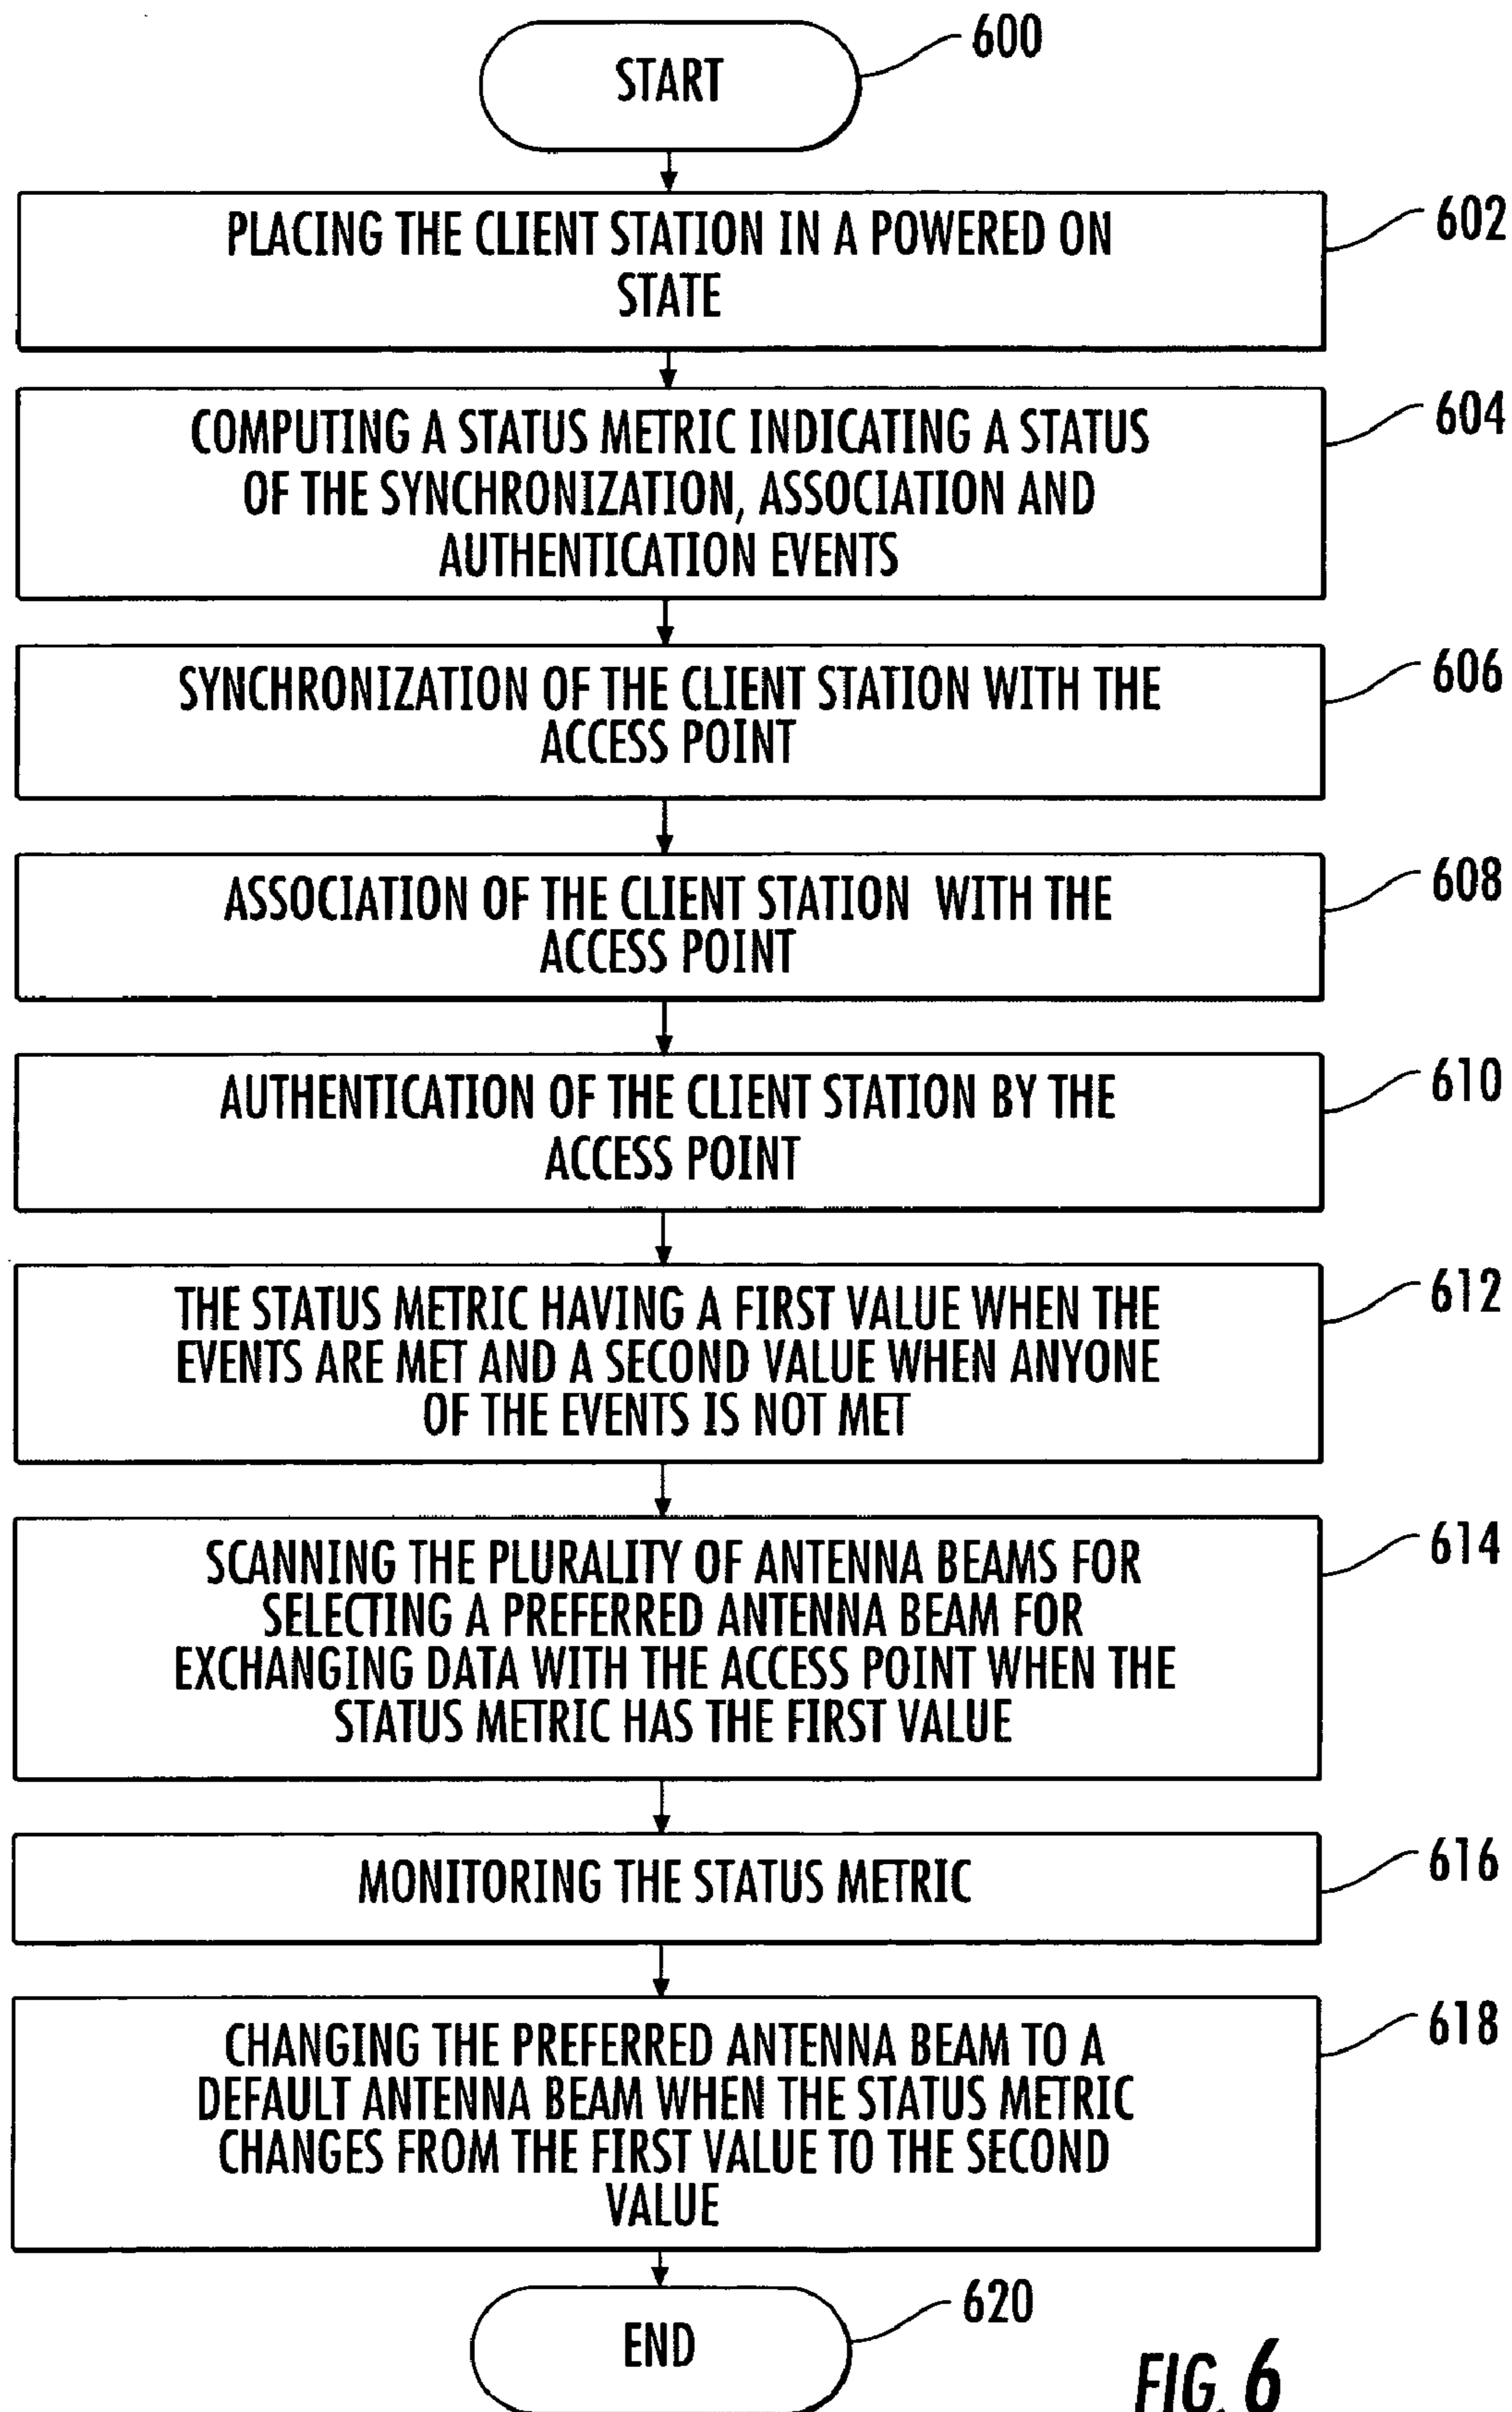 START
600
PLACING THE CLIENT STATION IN A POWERED ON
STATE
602
COMPUTING A STATUS METRIC INDICATING A STATUS
OF THE SYNCHRONIZATION, ASSOCIATION AND
AUTHENTICATION EVENTS
604
SYNCHRONIZATION OF THE CLIENT STATION WITH THE
ACCESS POINT
606
ASSOCIATION OF THE CLIENT STATION WITH THE
ACCESS POINT
608
AUTHENTICATION OF THE CLIENT STATION BY THE
ACCESS POINT
610
THE STATUS METRIC HAVING A FIRST VALUE WHEN THE
EVENTS ARE MET AND A SECOND VALUE WHEN ANYONE
OF THE EVENTS IS NOT MET
612
SCANNING THE PLURALITY OF ANTENNA BEAMS FOR
SELECTING A PREFERRED ANTENNA BEAM FOR
EXCHANGING DATA WITH THE ACCESS POINT WHEN THE
STATUS METRIC HAS THE FIRST VALUE
614
MONITORING THE STATUS METRIC
616
CHANGING THE PREFERRED ANTENNA BEAM TO A
DEFAULT ANTENNA BEAM WHEN THE STATUS METRIC
CHANGES FROM THE FIRST VALUE TO THE SECOND
VALUE
618
END
620
FIG. 6